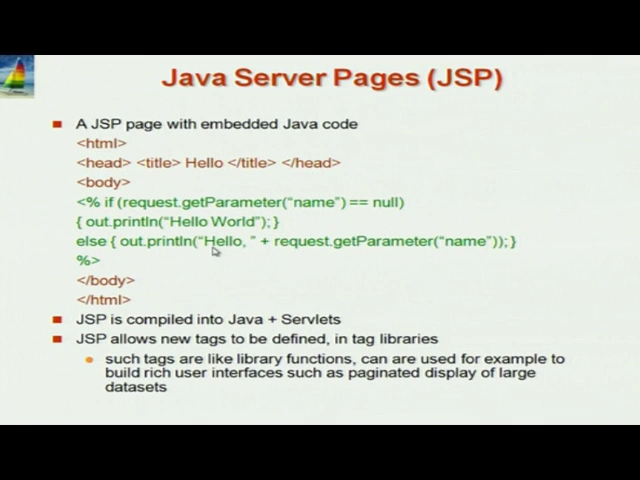 Java Server Pages (JSP)
A JSP page with embedded Java code
<html>
<head> <title> Hello </title> </head>
<body>
<% if (request.getParameter(“name”) == null)
{ out.println(“Hello World”); }
else { out.println(“Hello, ” + request.getParameter(“name”)); }
%>
</body>
</html>
JSP is compiled into Java + Servlets
JSP allows new tags to be defined, in tag libraries
such tags are like library functions, can are used for example to
build rich user interfaces such as paginated display of large
datasets